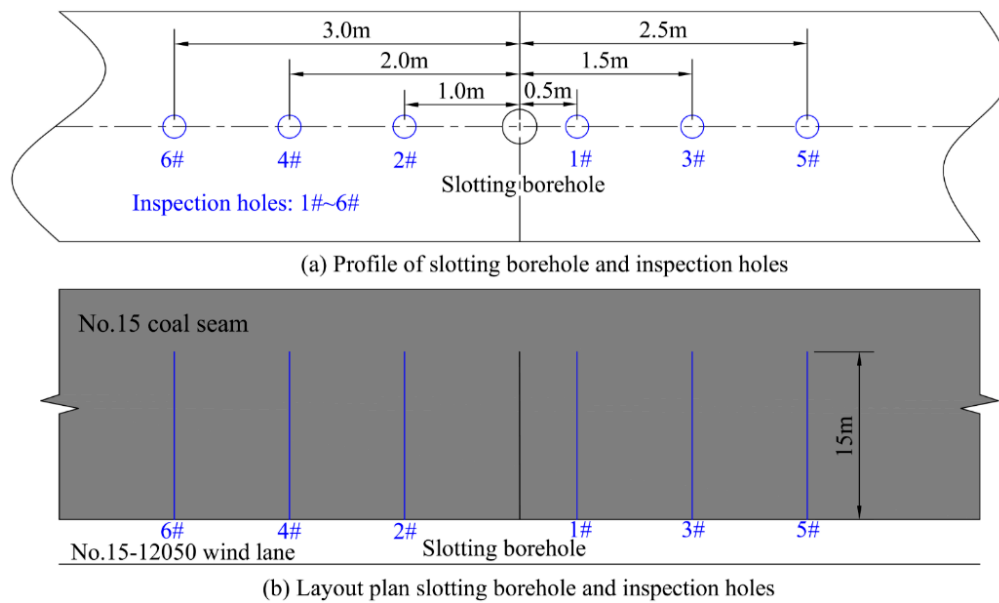 3.0m
2.5m
2.0m
1.5m
1.0m
0.5m
6#
4#
2#
1#
3#
5#
Slotting borehole
Inspection holes: 1#~6#
(a) Profile of slotting borehole and inspection holes
No.15 coal seam
15m
6#
4#
2#
1#
3#
5#
Slotting borehole
No.15-12050 wind lane
(b) Layout plan slotting borehole and inspection holes